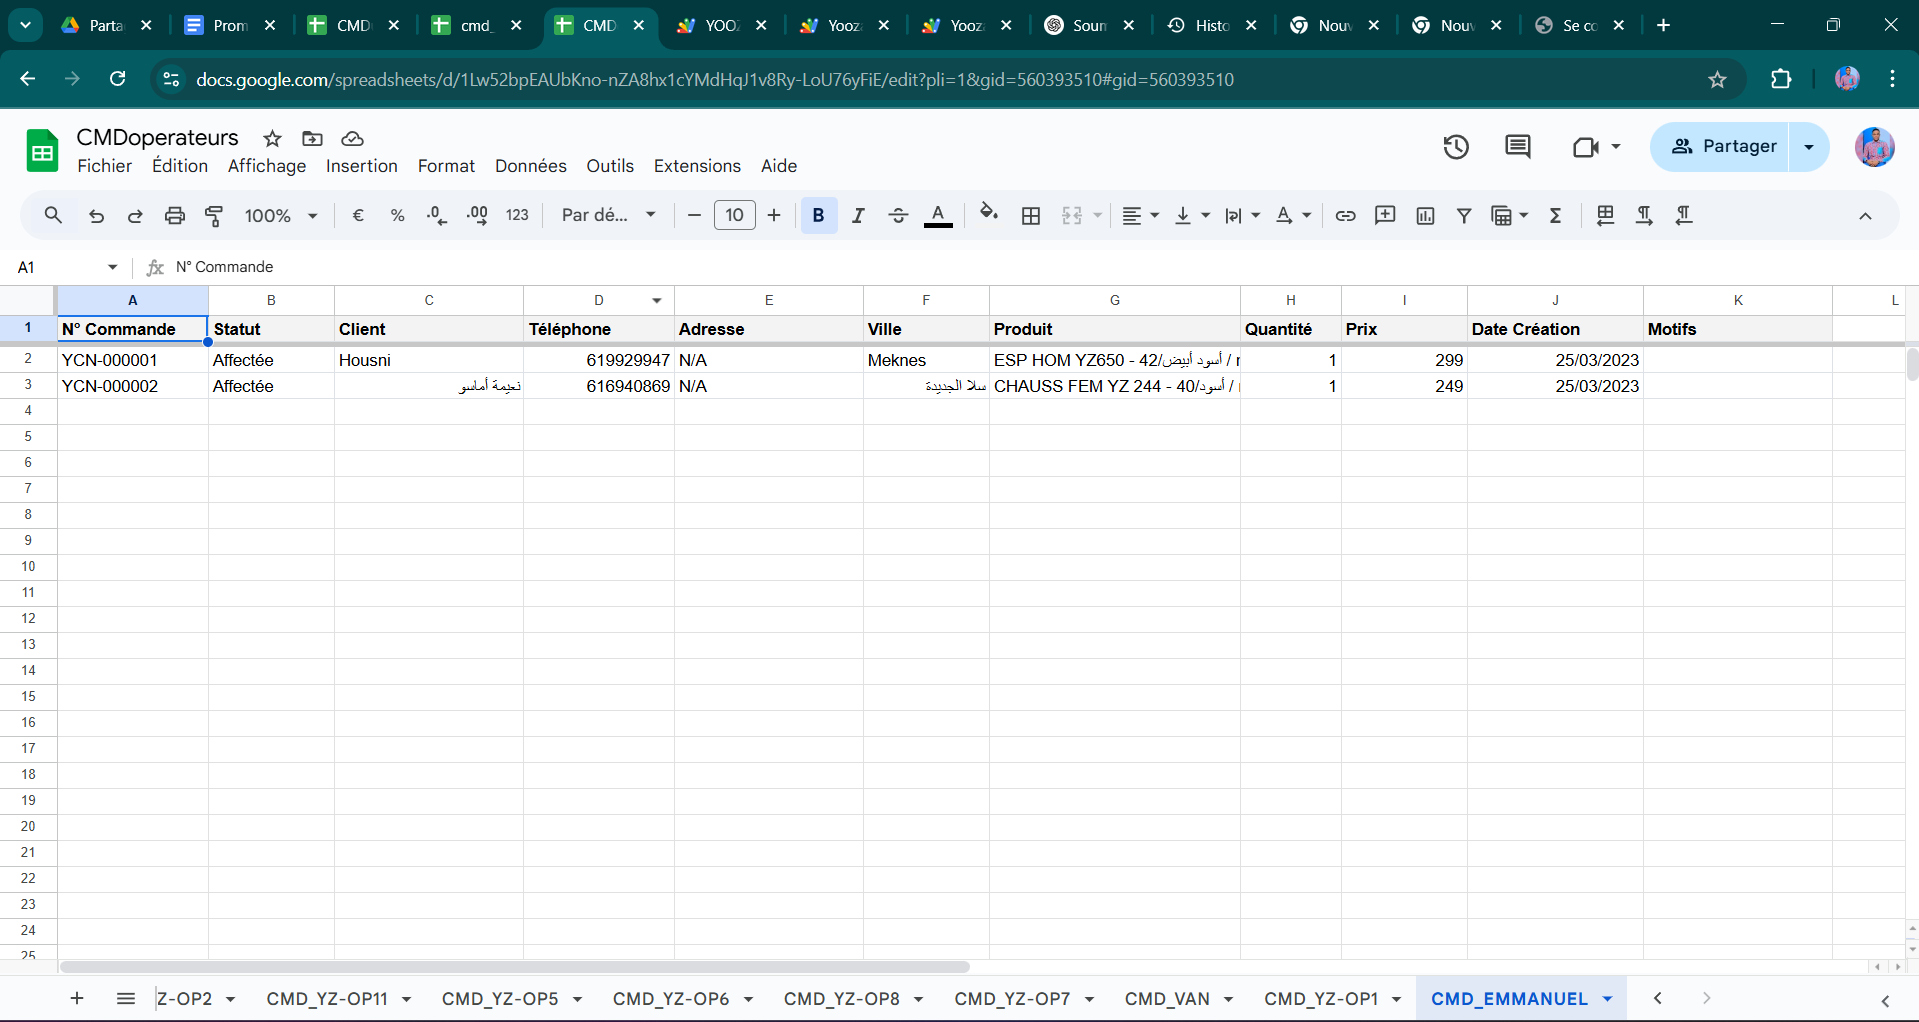 Parta
Prom
CMD
cmd_
CMD
YOO
Yooz
Yooz
Soun
Histo
Nouv
Nouv
Se co
docs.google.com/spreadsheets/d/1Lw52bpEAUbKno-nZA8hx1cYMdHqJ1v8Ry-LoU76yFiE/edit?pli=1&gid=560393510#gid=560393510
CMDoperateurs
Fichier Édition Affichage Insertion Format Données Outils Extensions Aide
Partager
100% € % .0 .00 123 Par dé... 10 B I A Σ
A1 fx N° Commande
A B C D E F G H I J K L
1 N° Commande Statut Client Téléphone Adresse Ville Produit Quantité Prix Date Création Motifs
2 YCN-000001 Affectée Housni 619929947 N/A Meknes ESP HOM YZ650 - 42/أسود أبيض / 1 299 25/03/2023
3 YCN-000002 Affectée نعيمة أماسو 616940869 N/A سلا الجديدة CHAUSS FEM YZ 244 - 40/أسود / 1 249 25/03/2023
4
5
6
7
8
9
10
11
12
13
14
15
16
17
18
19
20
21
22
23
24
25
Z-OP2 CMD_YZ-OP11 CMD_YZ-OP5 CMD_YZ-OP6 CMD_YZ-OP8 CMD_YZ-OP7 CMD_VAN CMD_YZ-OP1 CMD_EMMANUEL